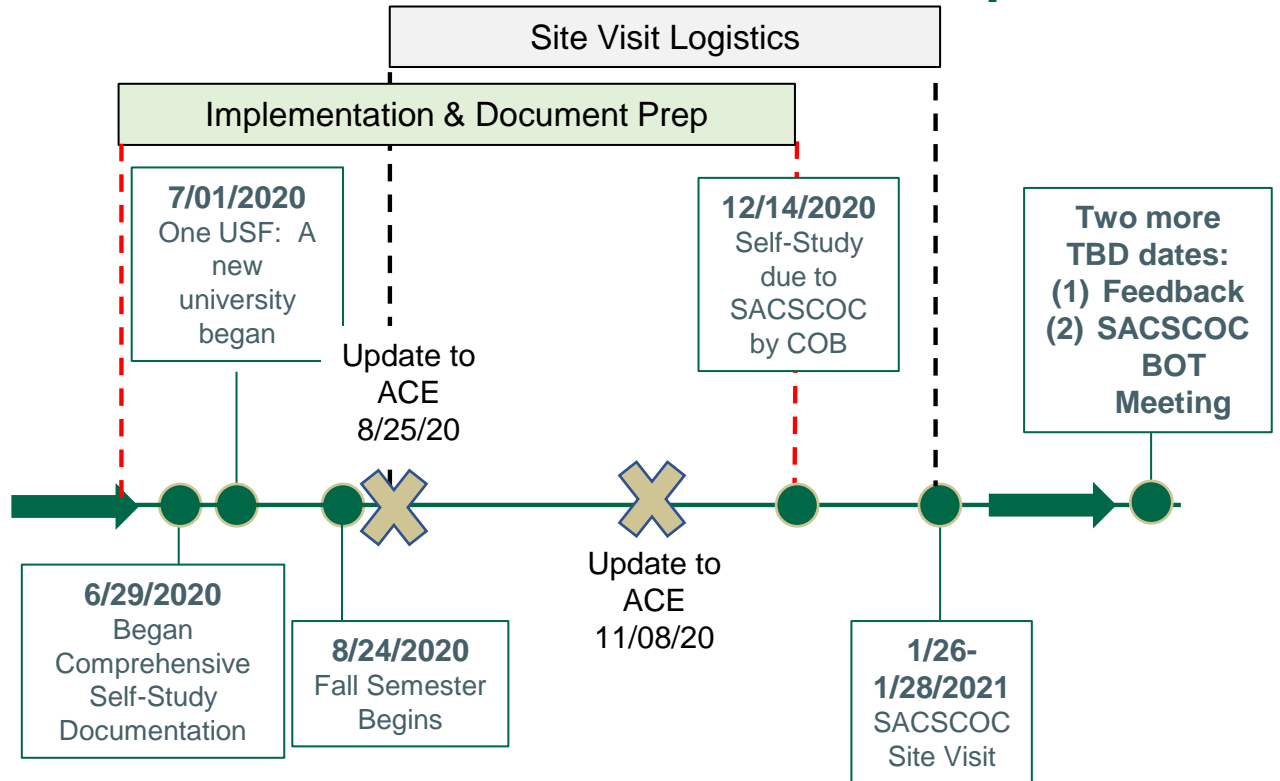 Site Visit Logistics
Implementation & Document Prep
7/01/2020
One USF: A
new
university
began
Update to
ACE
8/25/20
12/14/2020
Self-Study
due to
SACSCOC
by COB
Two more
TBD dates:
(1) Feedback
(2) SACSCOC
BOT
Meeting
6/29/2020
Began
Comprehensive
Self-Study
Documentation
8/24/2020
Fall Semester
Begins
Update to
ACE
11/08/20
1/26-
1/28/2021
SACSCOC
Site Visit